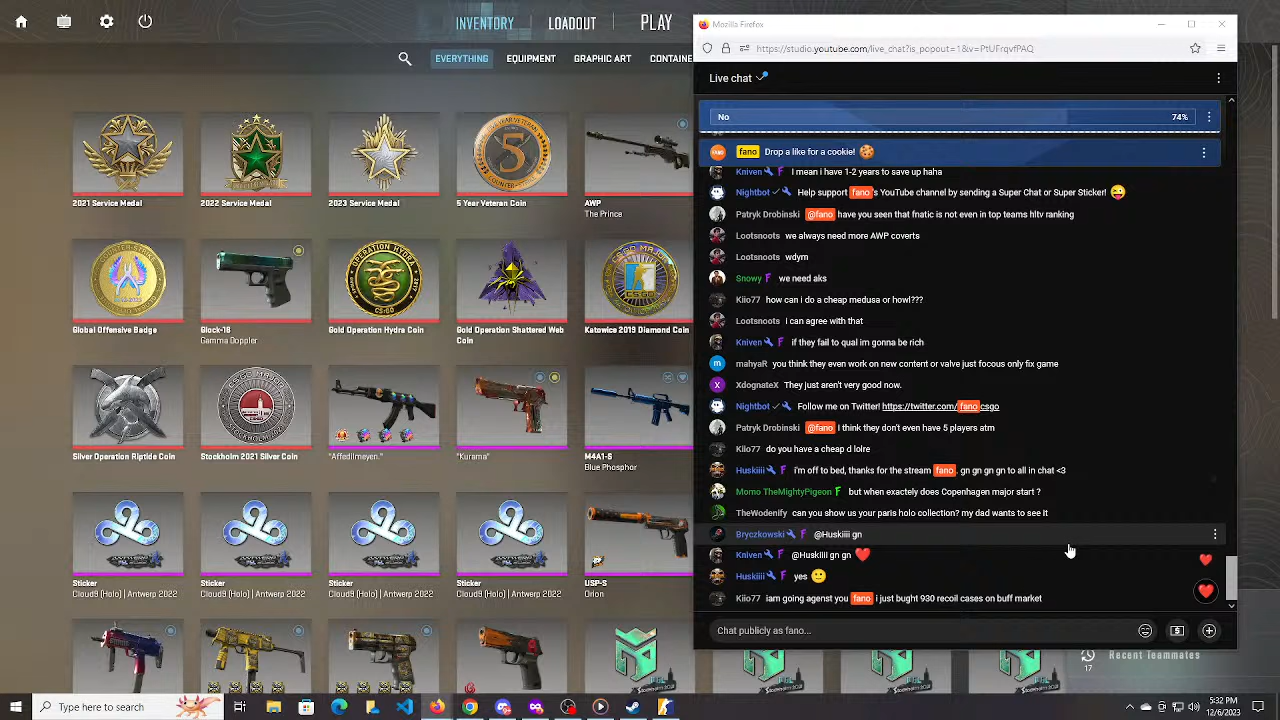 INVENTORY
LOADOUT
PLAY
EVERYTHING
EQUIPMENT
GRAPHIC ART
CONTAINE
2021 Service Medal
2022 Service Medal
2023 Service Medal
5 Year Veteran Coin
AWP
The Prince
Global Offensive Badge
Glock-18
Gamma Doppler
Gold Operation Hydra Coin
Gold Operation Shattered Web
Coin
Katowice 2019 Diamond Coin
Silver Operation Riptide Coin
Stockholm 2021 Silver Coin
"Affedilmeyen."
"Kurama"
M4A1-S
Blue Phosphor
Sticker
Cloud9 (Holo) | Antwerp 2022
Sticker
Cloud9 (Holo) | Antwerp 2022
Sticker
Cloud9 (Holo) | Antwerp 2022
Sticker
Cloud9 (Holo) | Antwerp 2022
USP-S
Orion
Mozilla Firefox
https://studio.youtube.com/live_chat?is_popout=1&v=PtUFrqvfPAQ
Live chat
No 74%
fano Drop a like for a cookie! 🍪
Kniven I mean i have 1-2 years to save up haha
Nightbot Help support fano's YouTube channel by sending a Super Chat or Super Sticker! 😜
Patryk Drobinski @fano have you seen that fnatic is not even in top teams hltv ranking
Lootsnoots we always need more AWP coverts
Lootsnoots wdym
Snowy F we need aks
Kiio77 how can i do a cheap medusa or howl???
Lootsnoots I can agree with that
Kniven if they fail to qual im gonna be rich
mahyaR you think they even work on new content or valve just focous only fix game
XdognateX They just aren't very good now.
Nightbot Follow me on Twitter! https://twitter.com/fanocsgo
Patryk Drobinski @fano I think they don't even have 5 players atm
Kiio77 do you have a cheap d loire
Huskiiii i'm off to bed, thanks for the stream fano. gn gn gn gn to all in chat <3
Momo TheMightyPigeon but when exactely does Copenhagen major start ?
TheWodenify can you show us your paris holo collection? my dad wants to see it
Bryczkowski @Huskiiii gn
Kniven @Huskiiii gn gn ❤️
Huskiiii yes 🙂
Kiio77 iam going agenst you fano i just bught 930 recoil cases on buff market
Chat publicly as fano...
Recent Teammates
17
Type here to search
5:32 PM
12/6/2023